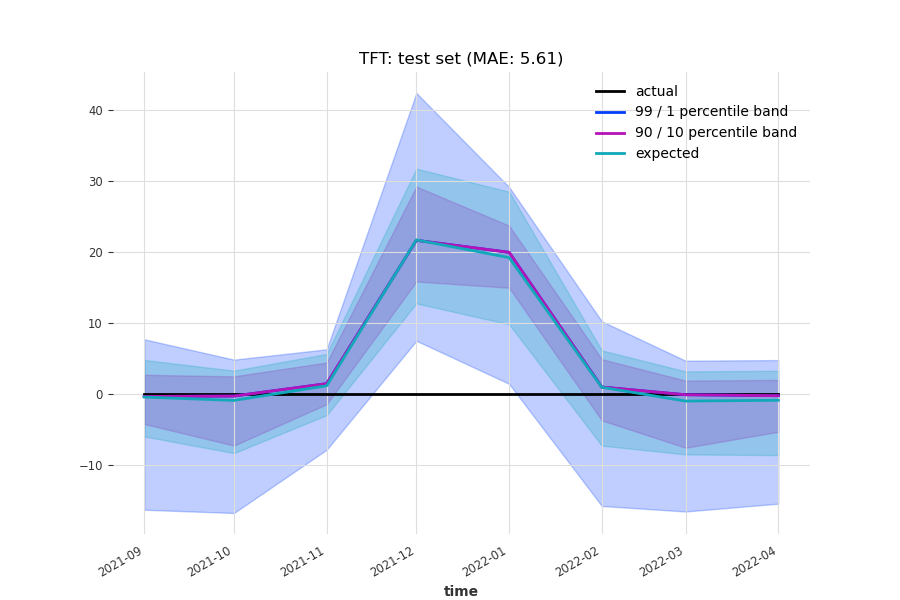 TFT: test set (MAE: 5.61)
actual
99 / 1 percentile band
90 / 10 percentile band
expected
40
30
20
10
0
−10
2021-09
2021-10
2021-11
2021-12
2022-01
2022-02
2022-03
2022-04
time